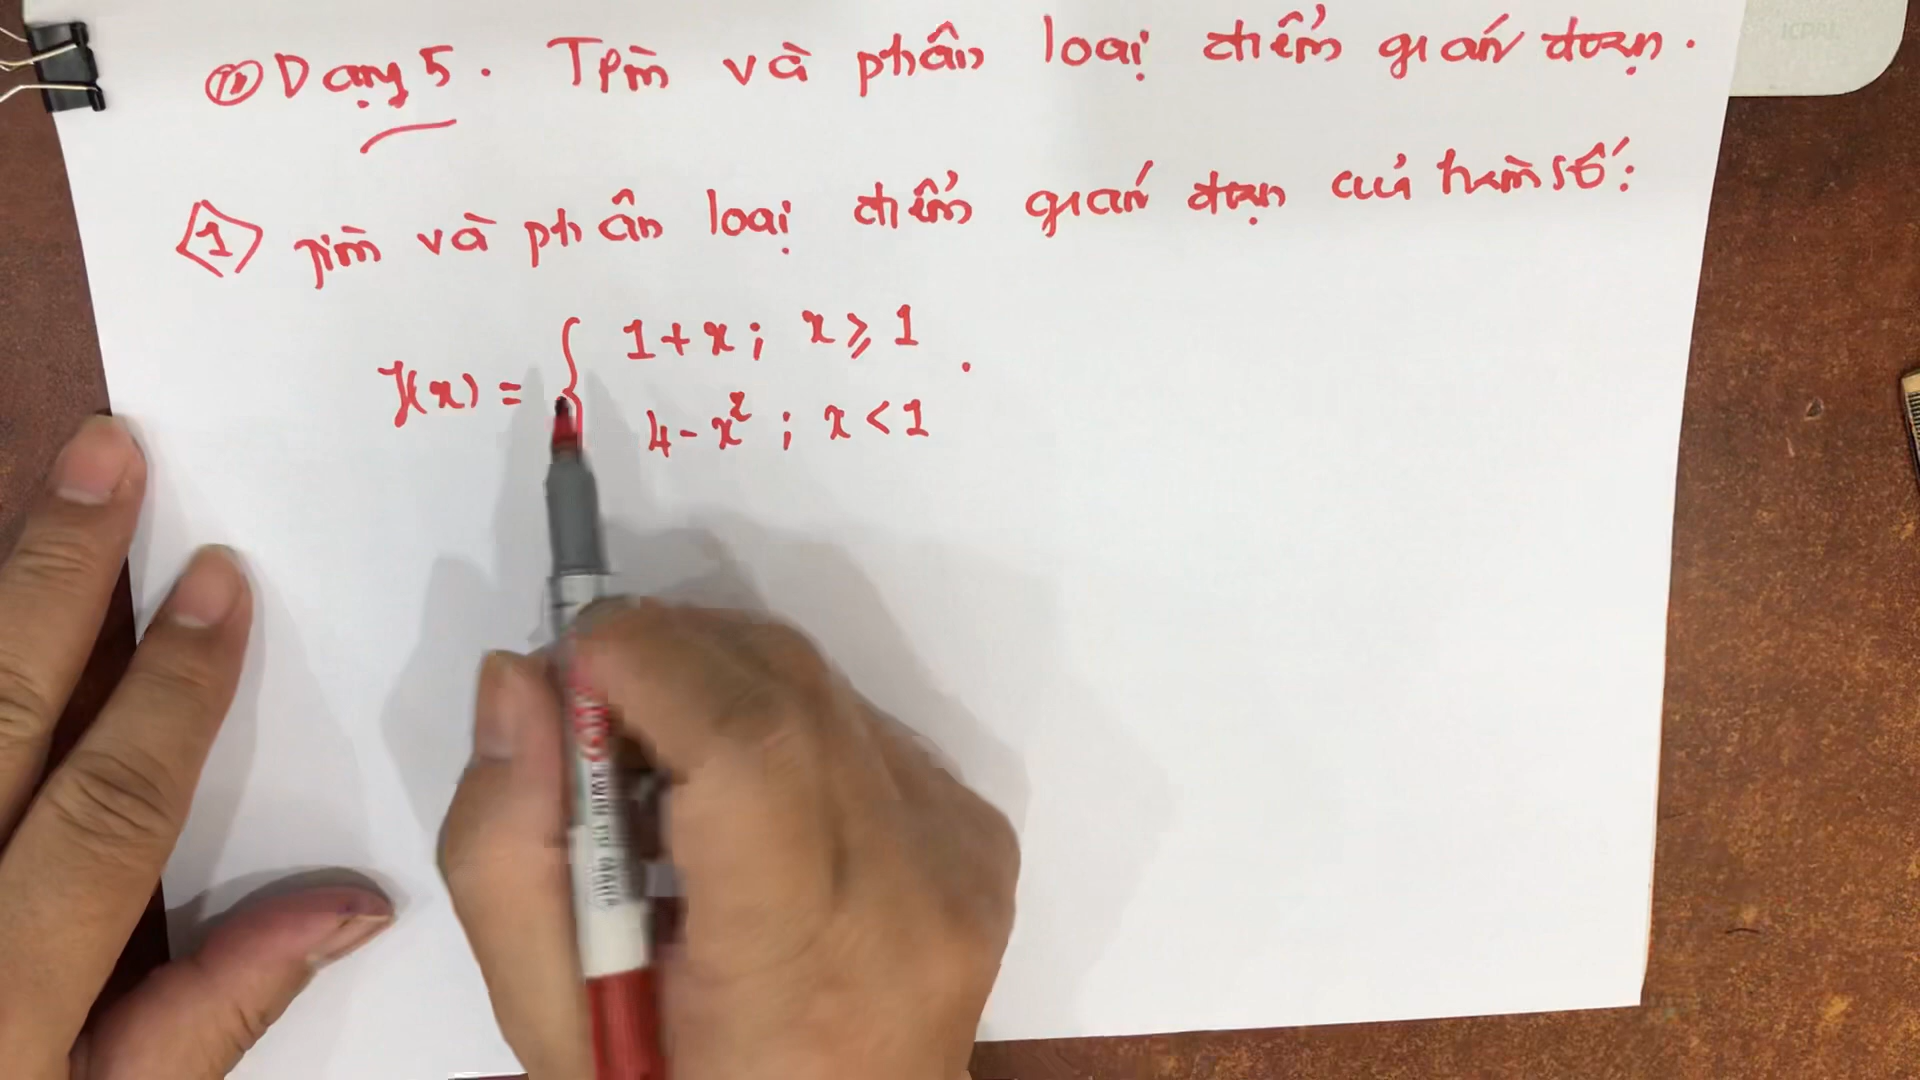 Dạng 5. Tìm và phân loại điểm gián đoạn.
1 Tìm và phân loại điểm gián đoạn của hàm số:
f(x) = { 1 + x ; x ⩾ 1
4 - x² ; x < 1 .